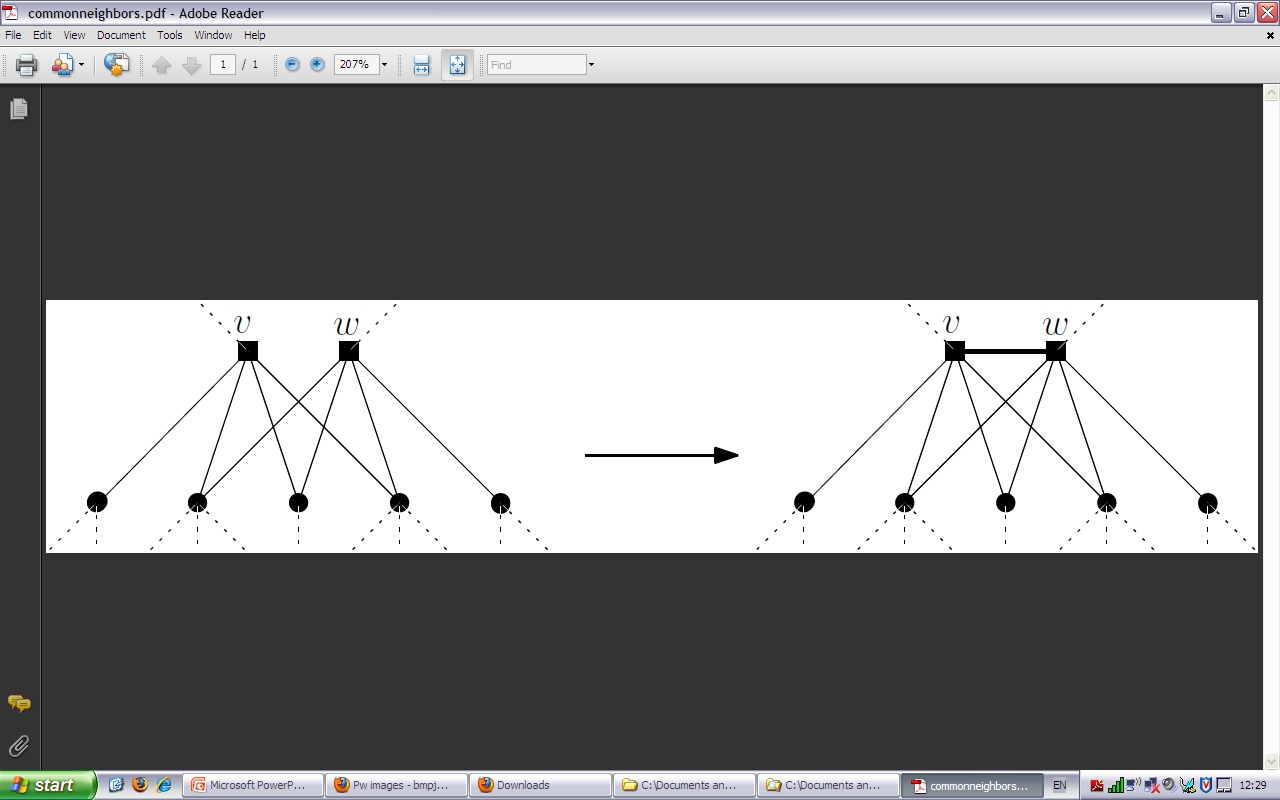 commonneighbors.pdf - Adobe Reader
File Edit View Document Tools Window Help
1 / 1 207% Find
v w v w
start Microsoft PowerP... Pw images - bmpj... Downloads C:\Documents an... C:\Documents an... commonneighbors... EN 12:29